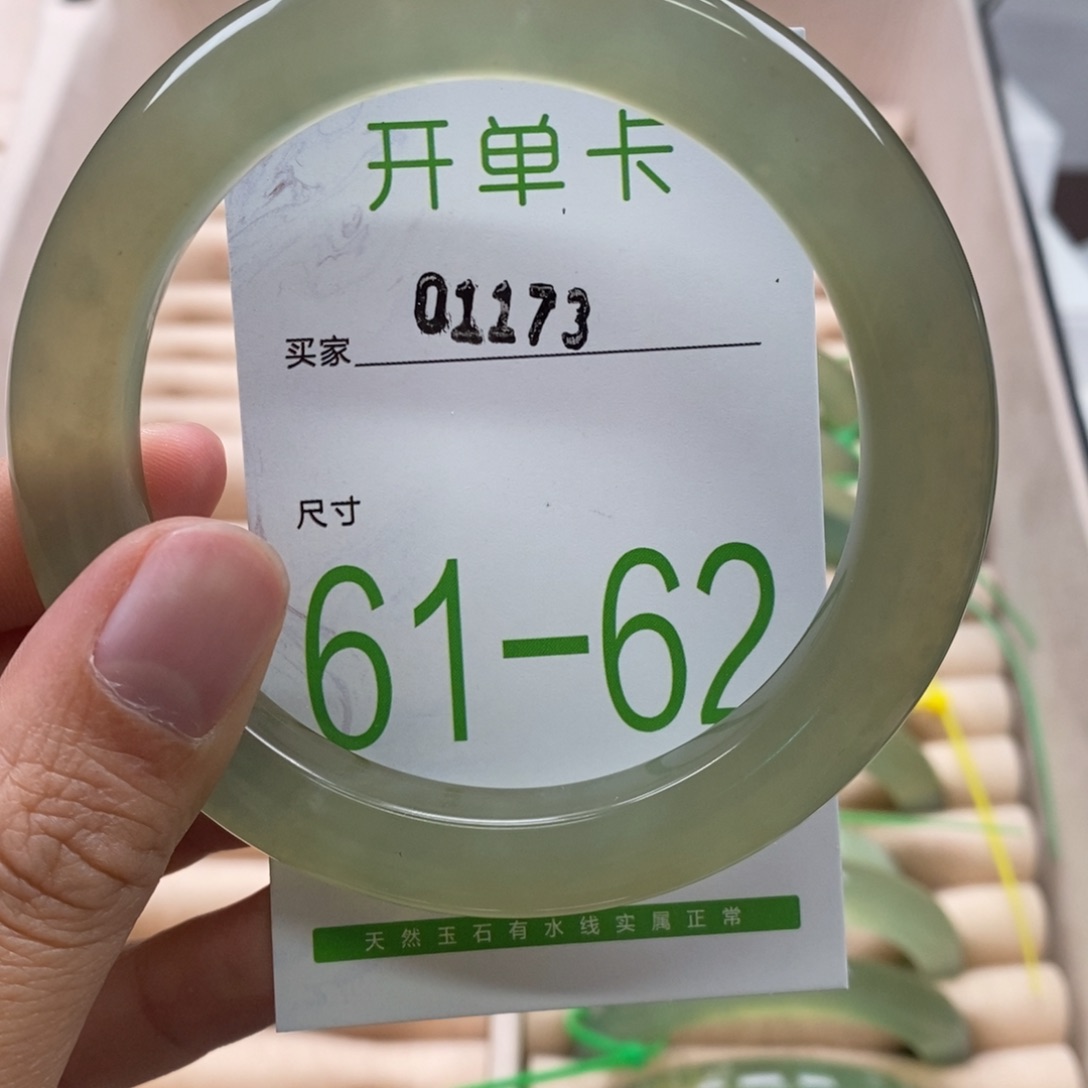 开单卡
01173
买家
尺寸
61-62
天然玉石有水线实属正常